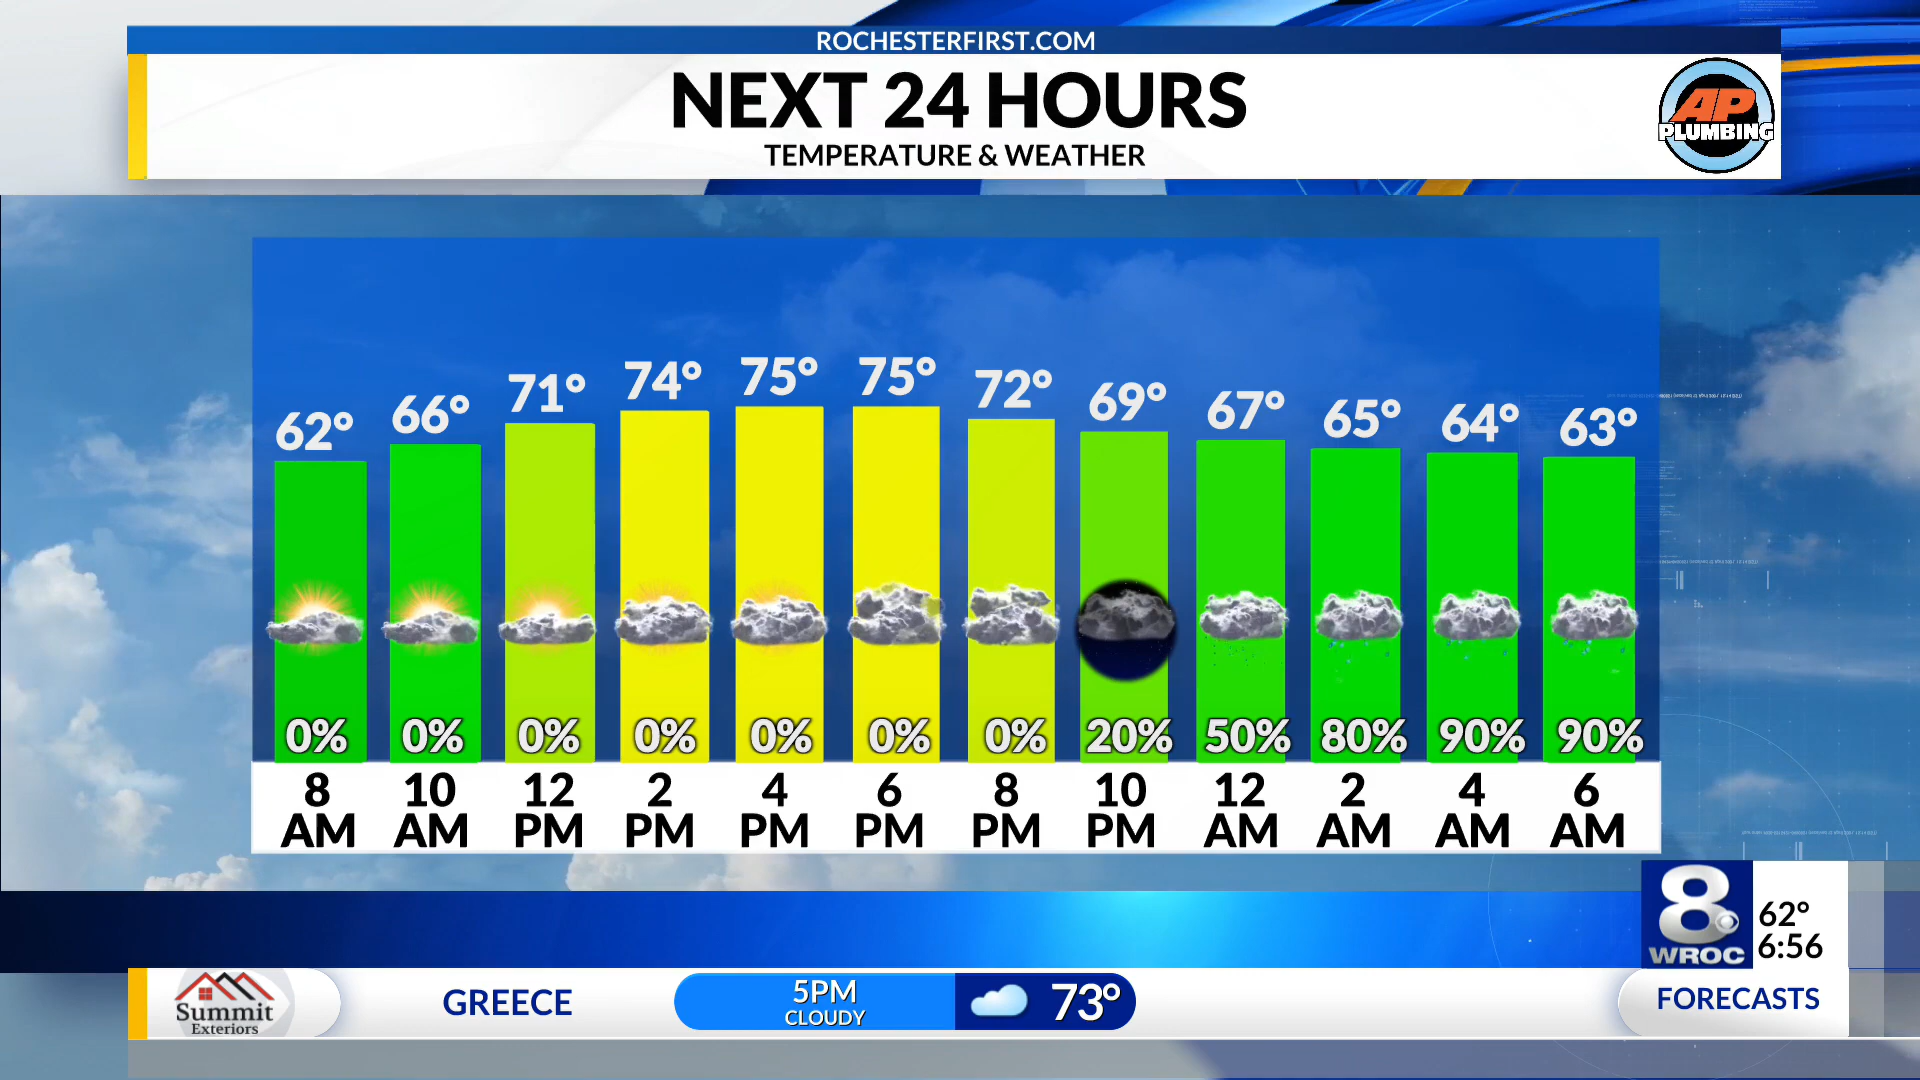 ROCHESTERFIRST.COM
NEXT 24 HOURS
TEMPERATURE & WEATHER
AP
PLUMBING
62° 66° 71° 74° 75° 75° 72° 69° 67° 65° 64° 63°
0% 0% 0% 0% 0% 0% 0% 20% 50% 80% 90% 90%
8 10 12 2 4 6 8 10 12 2 4 6
AM AM PM PM PM PM PM PM AM AM AM AM
8
WROC
62°
6:56
Summit
Exteriors
GREECE
5PM
CLOUDY
73°
FORECASTS